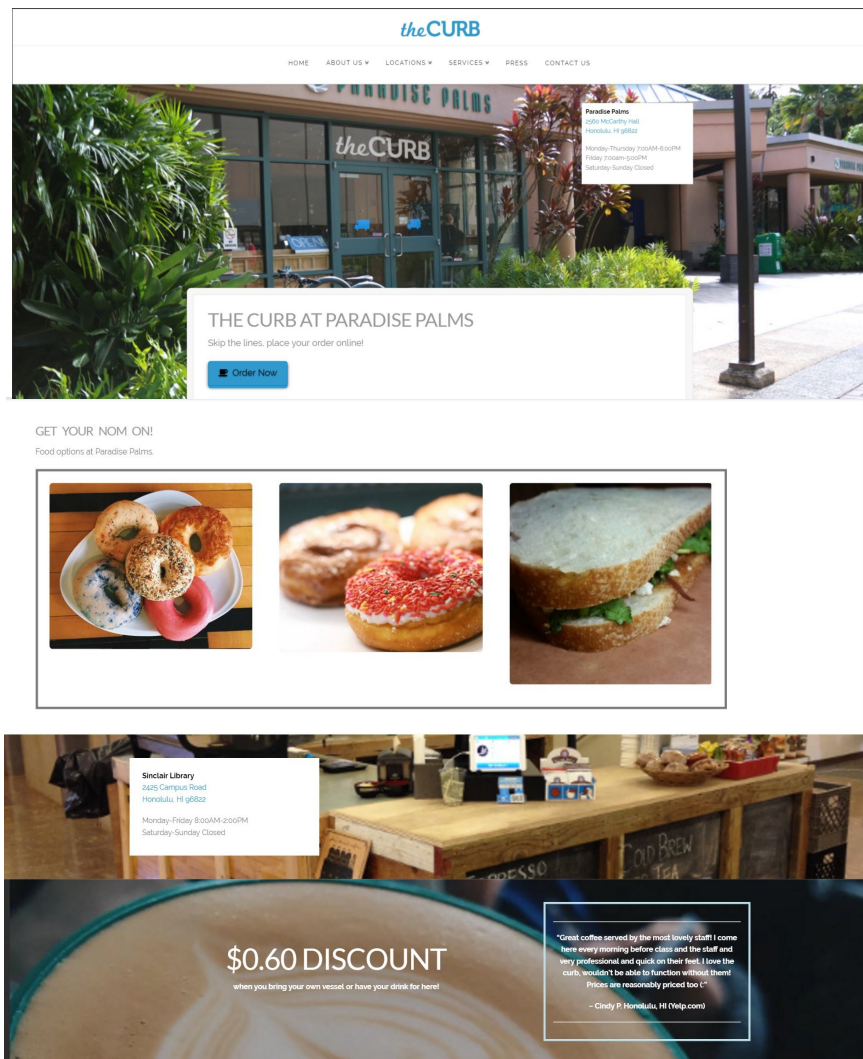 theCURB
HOME ABOUT US LOCATIONS SERVICES PRESS CONTACT US
PARADISE PALMS
theCURB
OPEN
Paradise Palms
2560 McCarthy Hall
Honolulu, HI 96822
Monday-Thursday 7:00AM-6:00PM
Friday 7:00am-5:00PM
Saturday-Sunday Closed
THE CURB AT PARADISE PALMS
Skip the lines, place your order online!
Order Now
GET YOUR NOM ON!
Food options at Paradise Palms.
Sinclair Library
2425 Campus Road
Honolulu, HI 96822
Monday-Friday 8:00AM-2:00PM
Saturday-Sunday Closed
ESPRESSO
COLD BREW
TEA
$0.60 DISCOUNT
when you bring your own vessel or have your drink for here!
"Great coffee served by the most lovely staff! I come
here every morning before class and the staff and
very professional and quick on their feet. I love the
curb, wouldn't be able to function without them!
Prices are reasonably priced too (:"
– Cindy P. Honolulu, HI (Yelp.com)